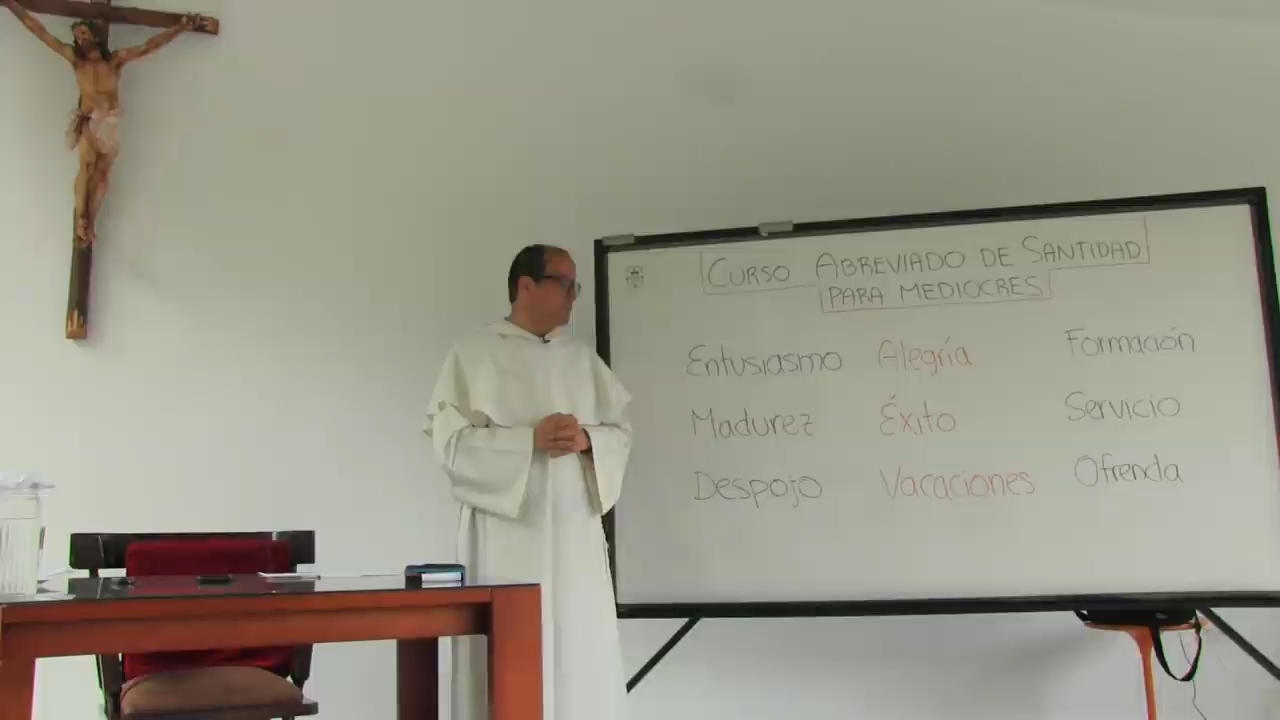 CURSO ABREVIADO DE SANTIDAD
PARA MEDIOCRES
Entusiasmo Alegría Formación
Madurez Éxito Servicio
Despojo Vacaciones Ofrenda